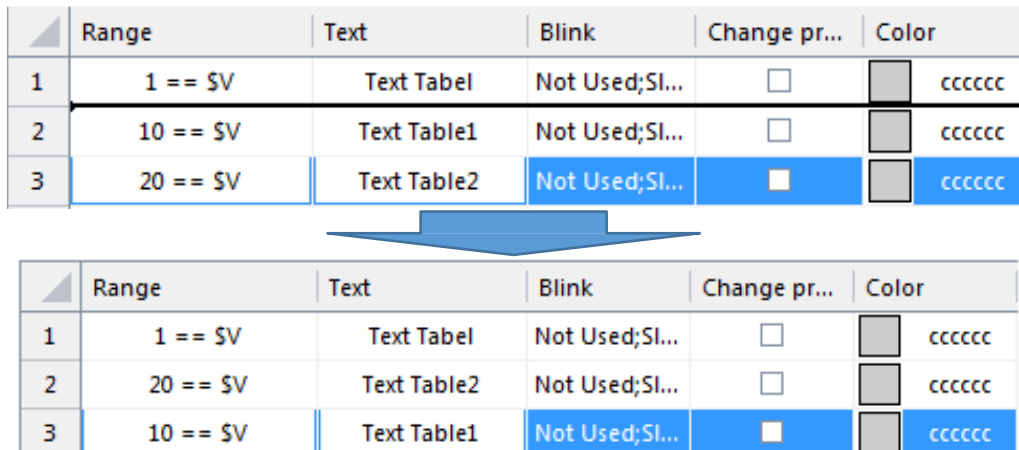 Range Text Blink Change pr... Color
1 1 == $V Text Tabel Not Used;Sl... cccccc
2 10 == $V Text Table1 Not Used;Sl... cccccc
3 20 == $V Text Table2 Not Used;Sl... cccccc
Range Text Blink Change pr... Color
1 1 == $V Text Tabel Not Used;Sl... cccccc
2 20 == $V Text Table2 Not Used;Sl... cccccc
3 10 == $V Text Table1 Not Used;Sl... cccccc